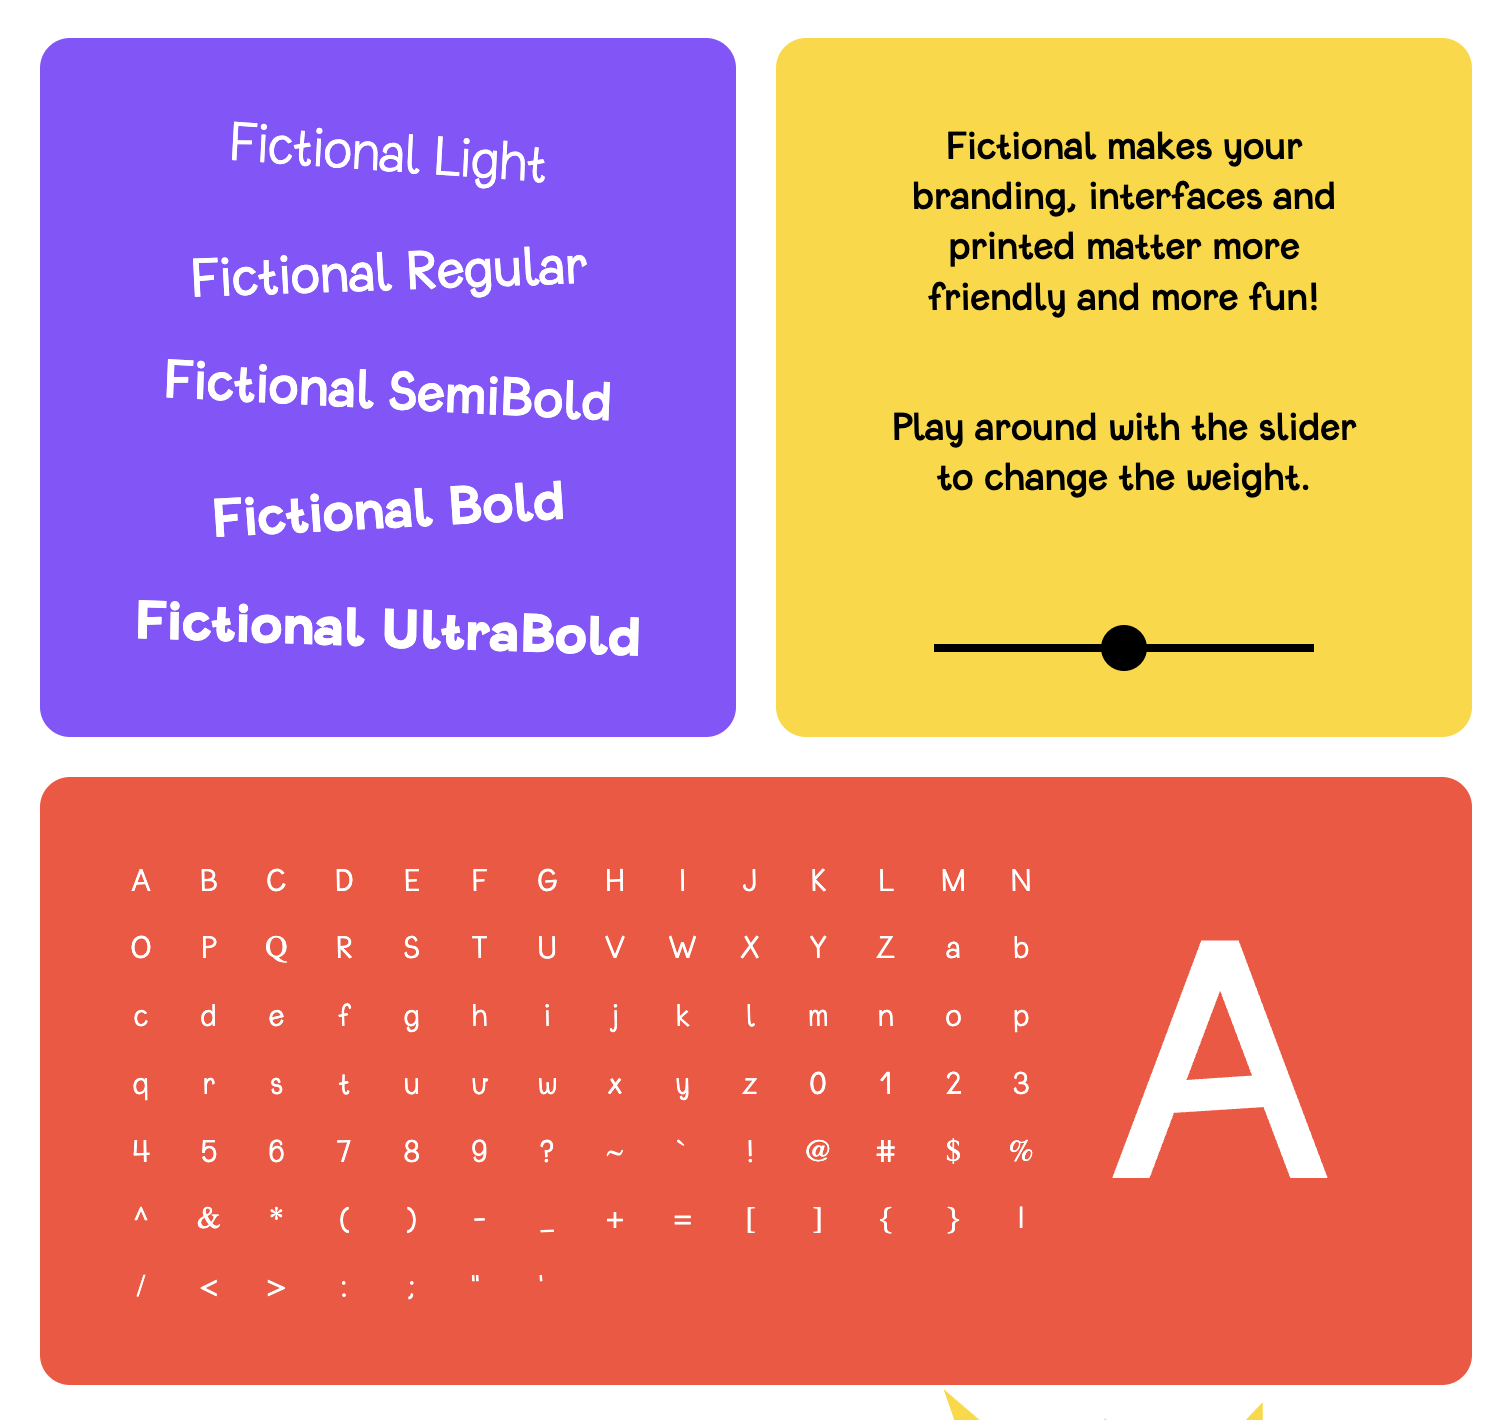 Fictional Light
Fictional Regular
Fictional SemiBold
Fictional Bold
Fictional UltraBold
Fictional makes your
branding, interfaces and
printed matter more
friendly and more fun!
Play around with the slider
to change the weight.
A B C D E F G H I J K L M N
O P Q R S T U V W X Y Z a b
c d e f g h i j k l m n o p
q r s t u v w x y z 0 1 2 3
4 5 6 7 8 9 ? ~ ` ! @ # $ %
^ & * ( ) - _ + = [ ] { } |
/ < > : ; " '
A